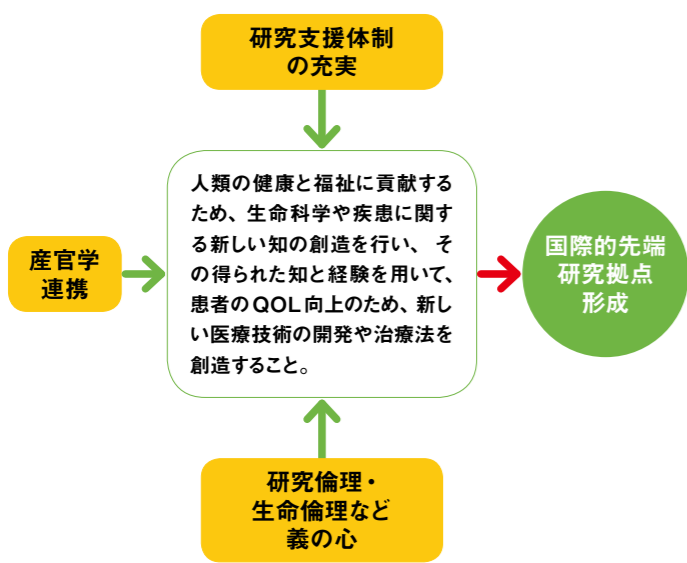 研究支援体制
の充実
人類の健康と福祉に貢献する
ため、生命科学や疾患に関す
る新しい知の創造を行い、そ
の得られた知と経験を用いて、
患者のQOL向上のため、新し
い医療技術の開発や治療法を
創造すること。
産官学
連携
国際的先端
研究拠点
形成
研究倫理・
生命倫理など
義の心